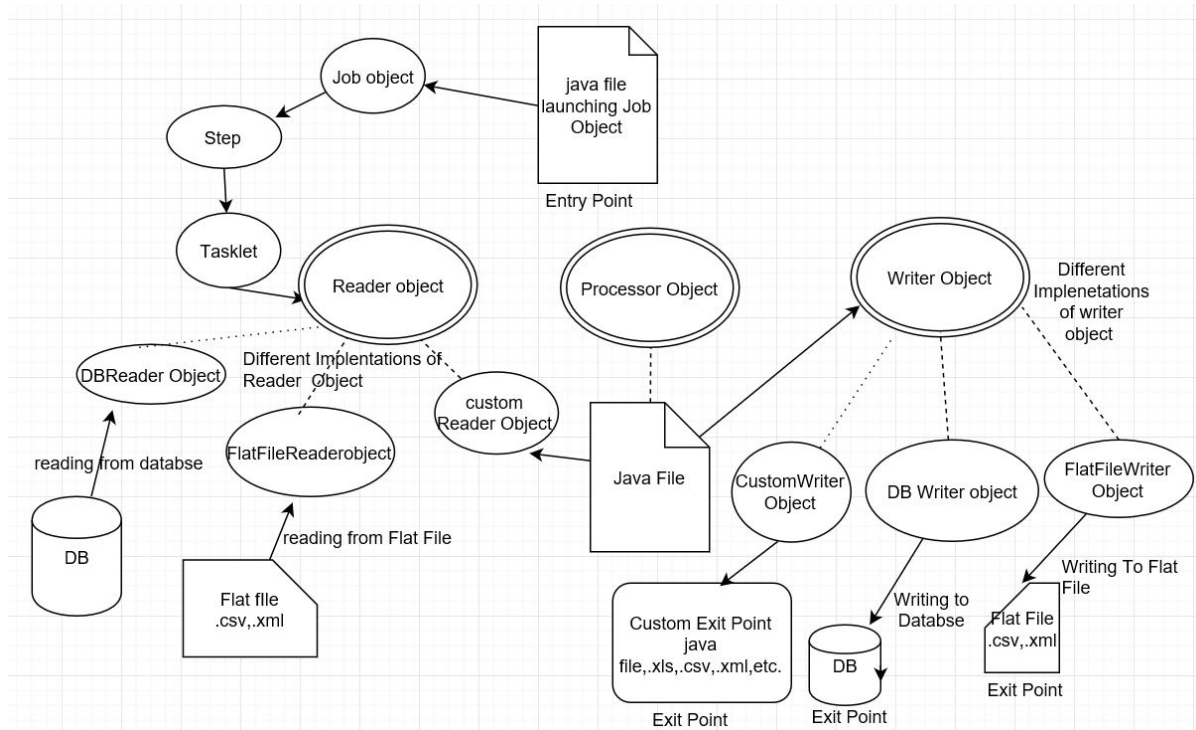 Job object
java file
launching Job
Object
Step
Entry Point
Tasklet
Reader object
Processor Object
Writer Object
Different
Implenetations
of writer
object
DBReader Object
Different Implentations of
Reader Object
custom
Reader Object
FlatFileReaderobject
reading from databse
Java File
CustomWriter
Object
DB Writer object
FlatFileWriter
Object
DB
reading from Flat File
Flat file
.csv,.xml
Writing To Flat
File
Custom Exit Point
java
file,.xls,.csv,.xml,etc.
Writing to
Databse
DB
Flat File
.csv,.xml
Exit Point
Exit Point
Exit Point